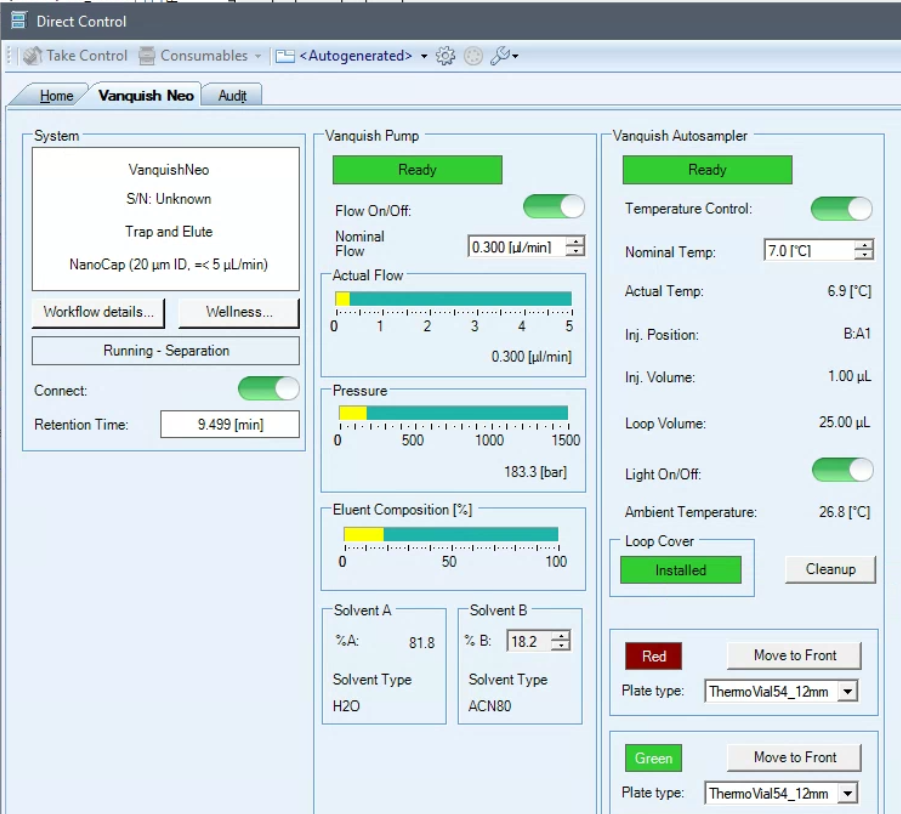 Direct Control
Take Control Consumables <Autogenerated>
Home Vanquish Neo Audit
System
VanquishNeo
S/N: Unknown
Trap and Elute
NanoCap (20 µm ID, =< 5 µL/min)
Workflow details... Wellness...
Running - Separation
Connect:
Retention Time: 9.499 [min]
Vanquish Pump
Ready
Flow On/Off:
Nominal
Flow
0.300 [µl/min]
Actual Flow
0 1 2 3 4 5
0.300 [µl/min]
Pressure
0 500 1000 1500
183.3 [bar]
Eluent Composition [%]
0 50 100
Solvent A
%A: 81.8
Solvent Type
H2O
Solvent B
% B: 18.2
Solvent Type
ACN80
Vanquish Autosampler
Ready
Temperature Control:
Nominal Temp: 7.0 [°C]
Actual Temp: 6.9 [°C]
Inj. Position: B:A1
Inj. Volume: 1.00 µL
Loop Volume: 25.00 µL
Light On/Off:
Ambient Temperature: 26.8 [°C]
Loop Cover
Installed
Cleanup
Red Move to Front
Plate type: ThermoVial54_12mm
Green Move to Front
Plate type: ThermoVial54_12mm